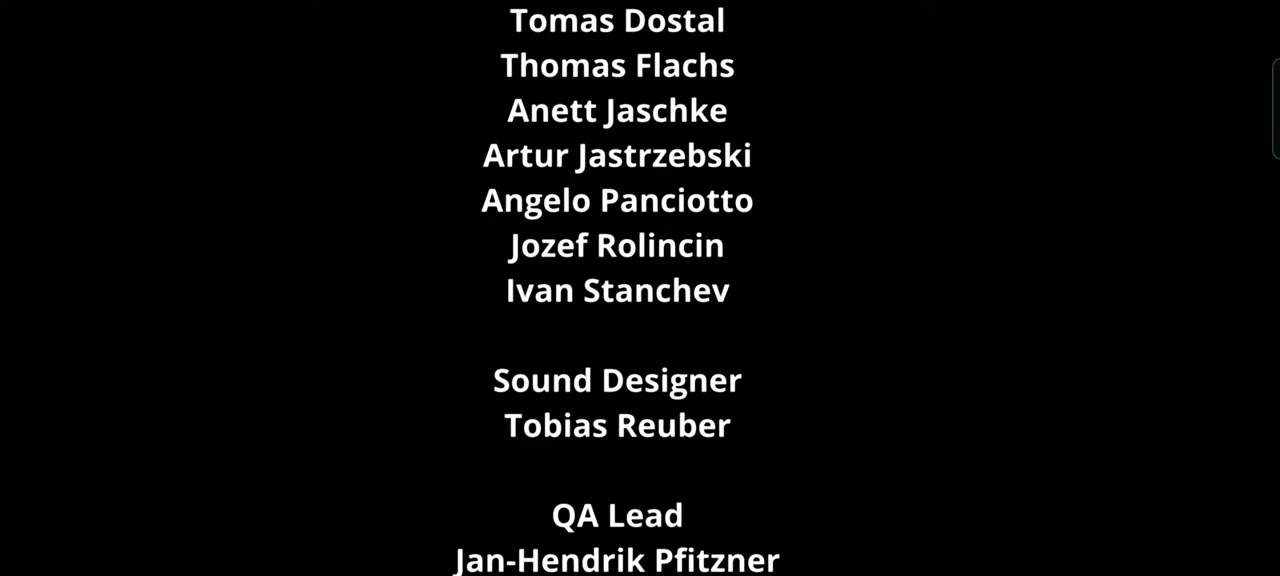 Tomas Dostal
Thomas Flachs
Anett Jaschke
Artur Jastrzebski
Angelo Panciotto
Jozef Rolincin
Ivan Stanchev
Sound Designer
Tobias Reuber
QA Lead
Jan-Hendrik Pfitzner